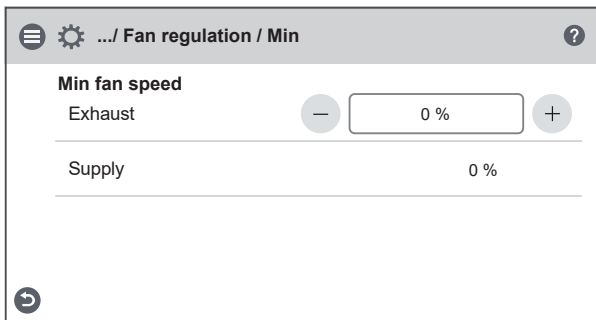 .../ Fan regulation / Min ?
Min fan speed
Exhaust − 0 % +
Supply 0 %